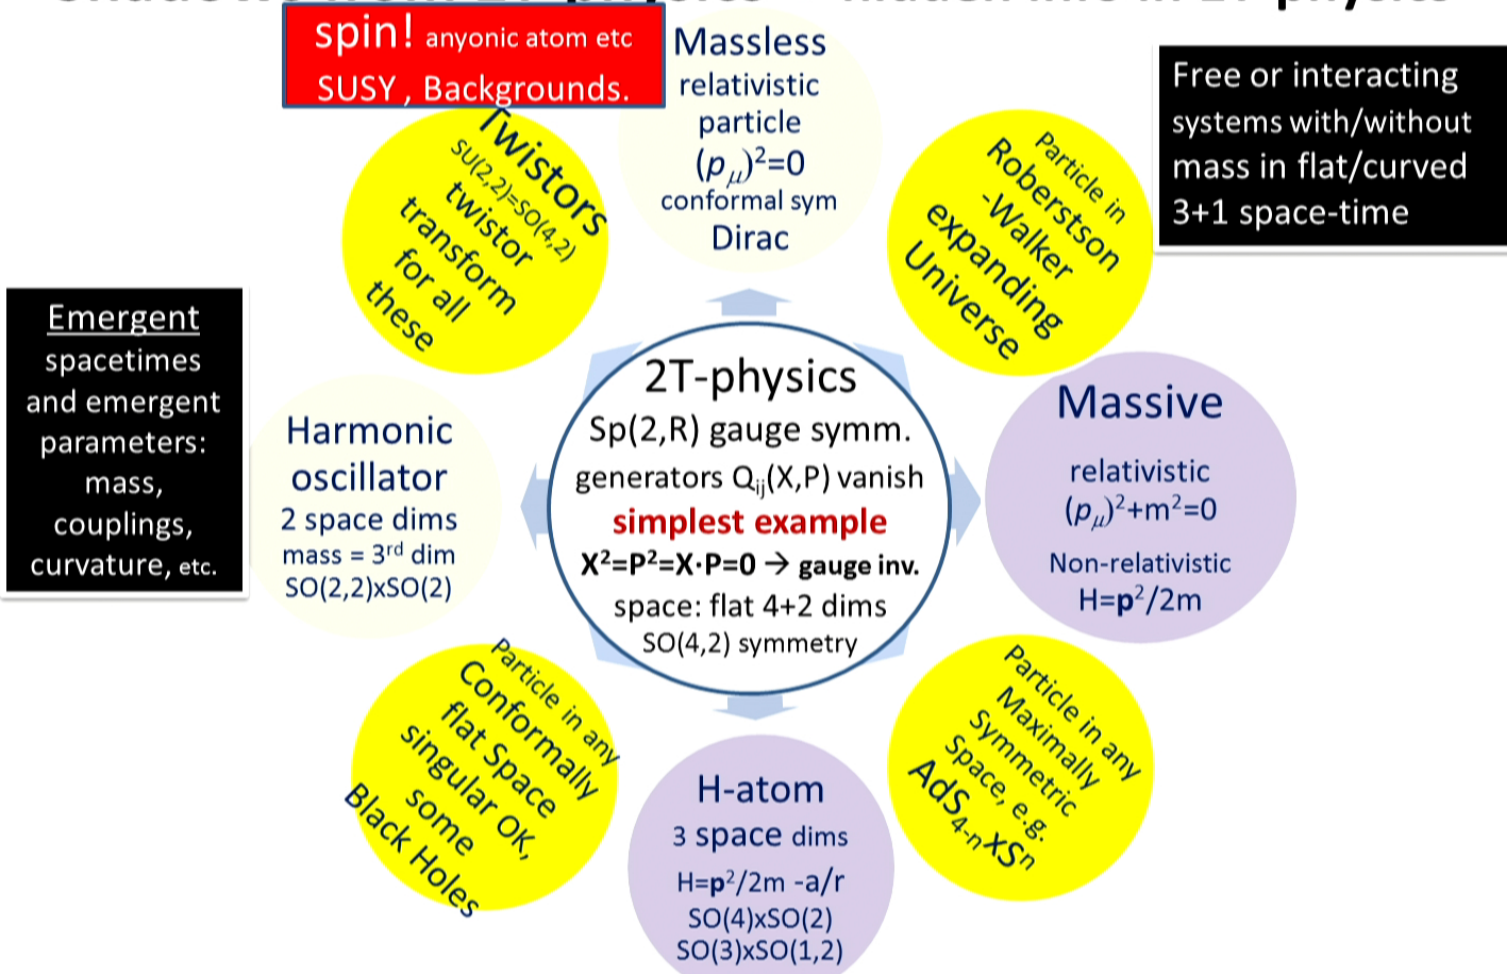 spin! anyonic atom etc
SUSY , Backgrounds.
Massless
relativistic
particle
(pμ)²=0
conformal sym
Dirac
Free or interacting
systems with/without
mass in flat/curved
3+1 space-time
Twistors
SU(2,2)=SO(4,2)
twistor
transform
for all
these
Particle in
Roberstson
-Walker
expanding
Universe
Emergent
spacetimes
and emergent
parameters:
mass,
couplings,
curvature, etc.
Harmonic
oscillator
2 space dims
mass = 3rd dim
SO(2,2)xSO(2)
2T-physics
Sp(2,R) gauge symm.
generators Qij(X,P) vanish
simplest example
X²=P²=X·P=0 → gauge inv.
space: flat 4+2 dims
SO(4,2) symmetry
Massive
relativistic
(pμ)²+m²=0
Non-relativistic
H=p²/2m
Particle in any
Conformally
flat Space
singular OK,
some
Black Holes
H-atom
3 space dims
H=p²/2m -a/r
SO(4)xSO(2)
SO(3)xSO(1,2)
Particle in any
Maximally
Symmetric
Space, e.g.
AdS4-nxSn